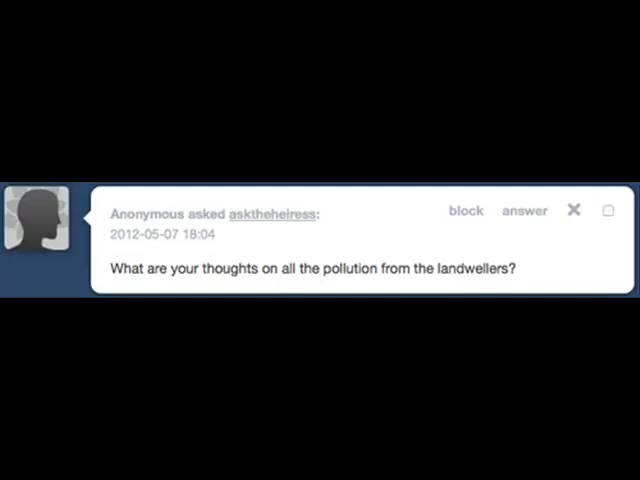 Anonymous asked asktheheiress:
block answer
2012-05-07 18:04
What are your thoughts on all the pollution from the landwellers?